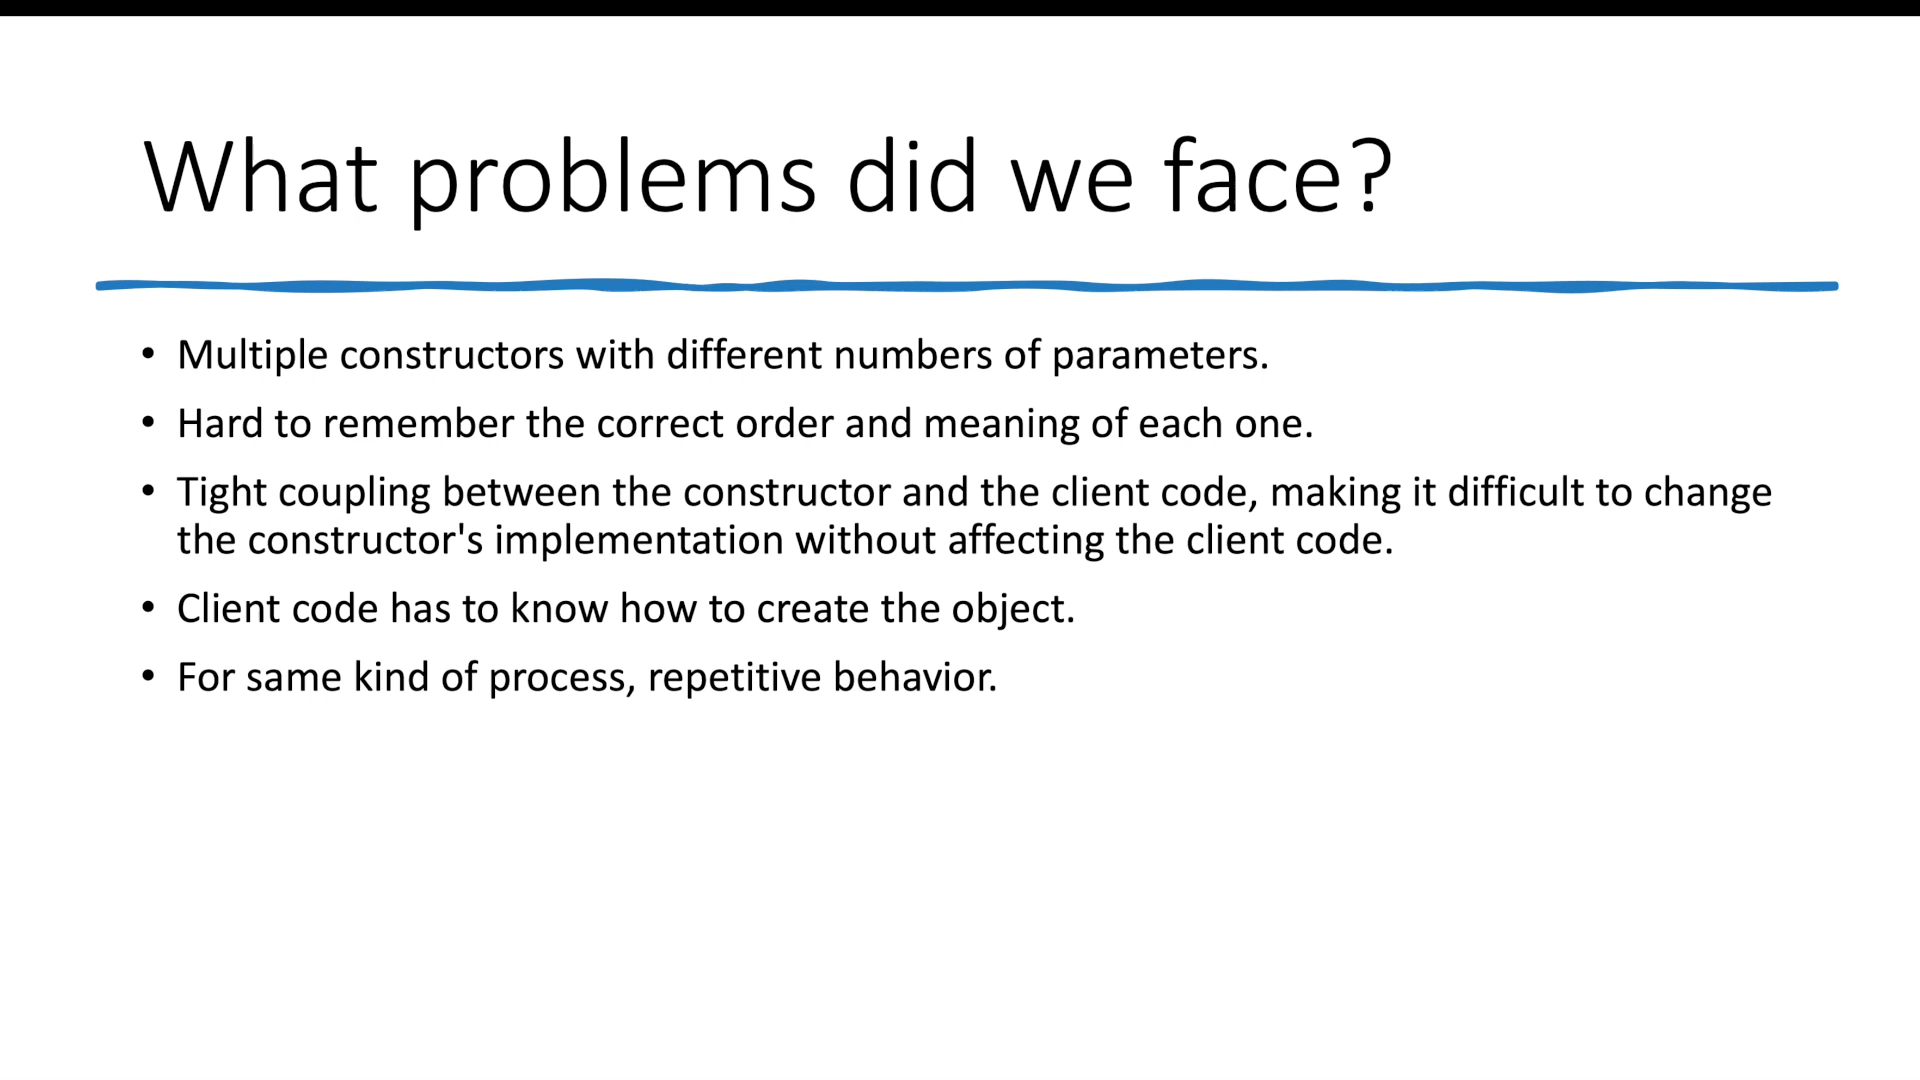 What problems did we face?
• Multiple constructors with different numbers of parameters.
• Hard to remember the correct order and meaning of each one.
• Tight coupling between the constructor and the client code, making it difficult to change
the constructor's implementation without affecting the client code.
• Client code has to know how to create the object.
• For same kind of process, repetitive behavior.